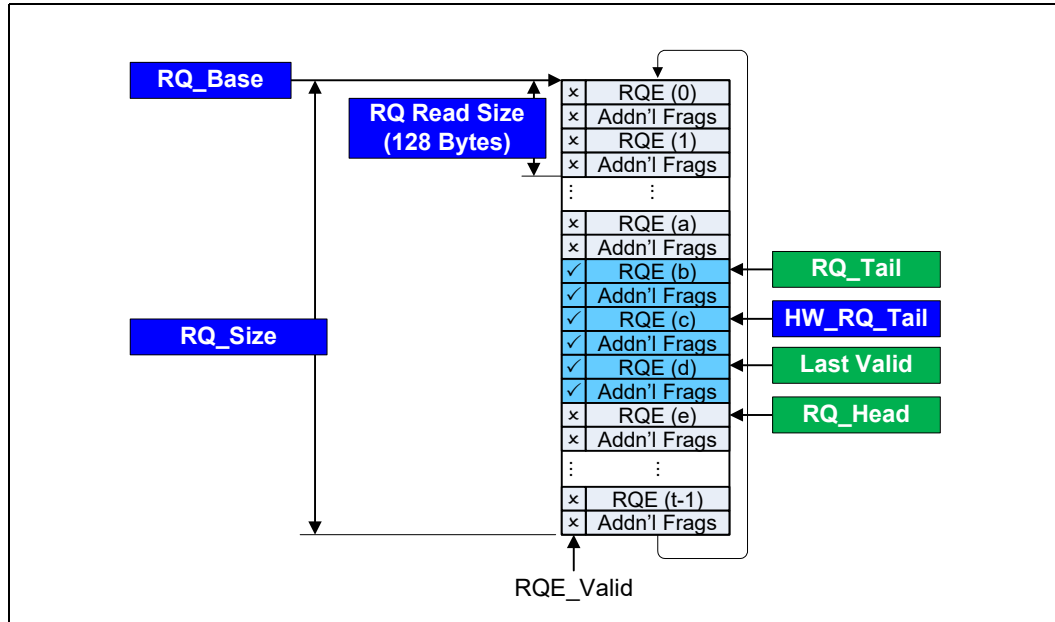 RQ_Base
RQ Read Size
(128 Bytes)
RQ_Size
× RQE (0)
× Addn'l Frags
× RQE (1)
× Addn'l Frags
⋮ ⋮
× RQE (a)
× Addn'l Frags
✓ RQE (b)
✓ Addn'l Frags
✓ RQE (c)
✓ Addn'l Frags
✓ RQE (d)
✓ Addn'l Frags
× RQE (e)
× Addn'l Frags
⋮ ⋮
× RQE (t-1)
× Addn'l Frags
RQ_Tail
HW_RQ_Tail
Last Valid
RQ_Head
RQE_Valid